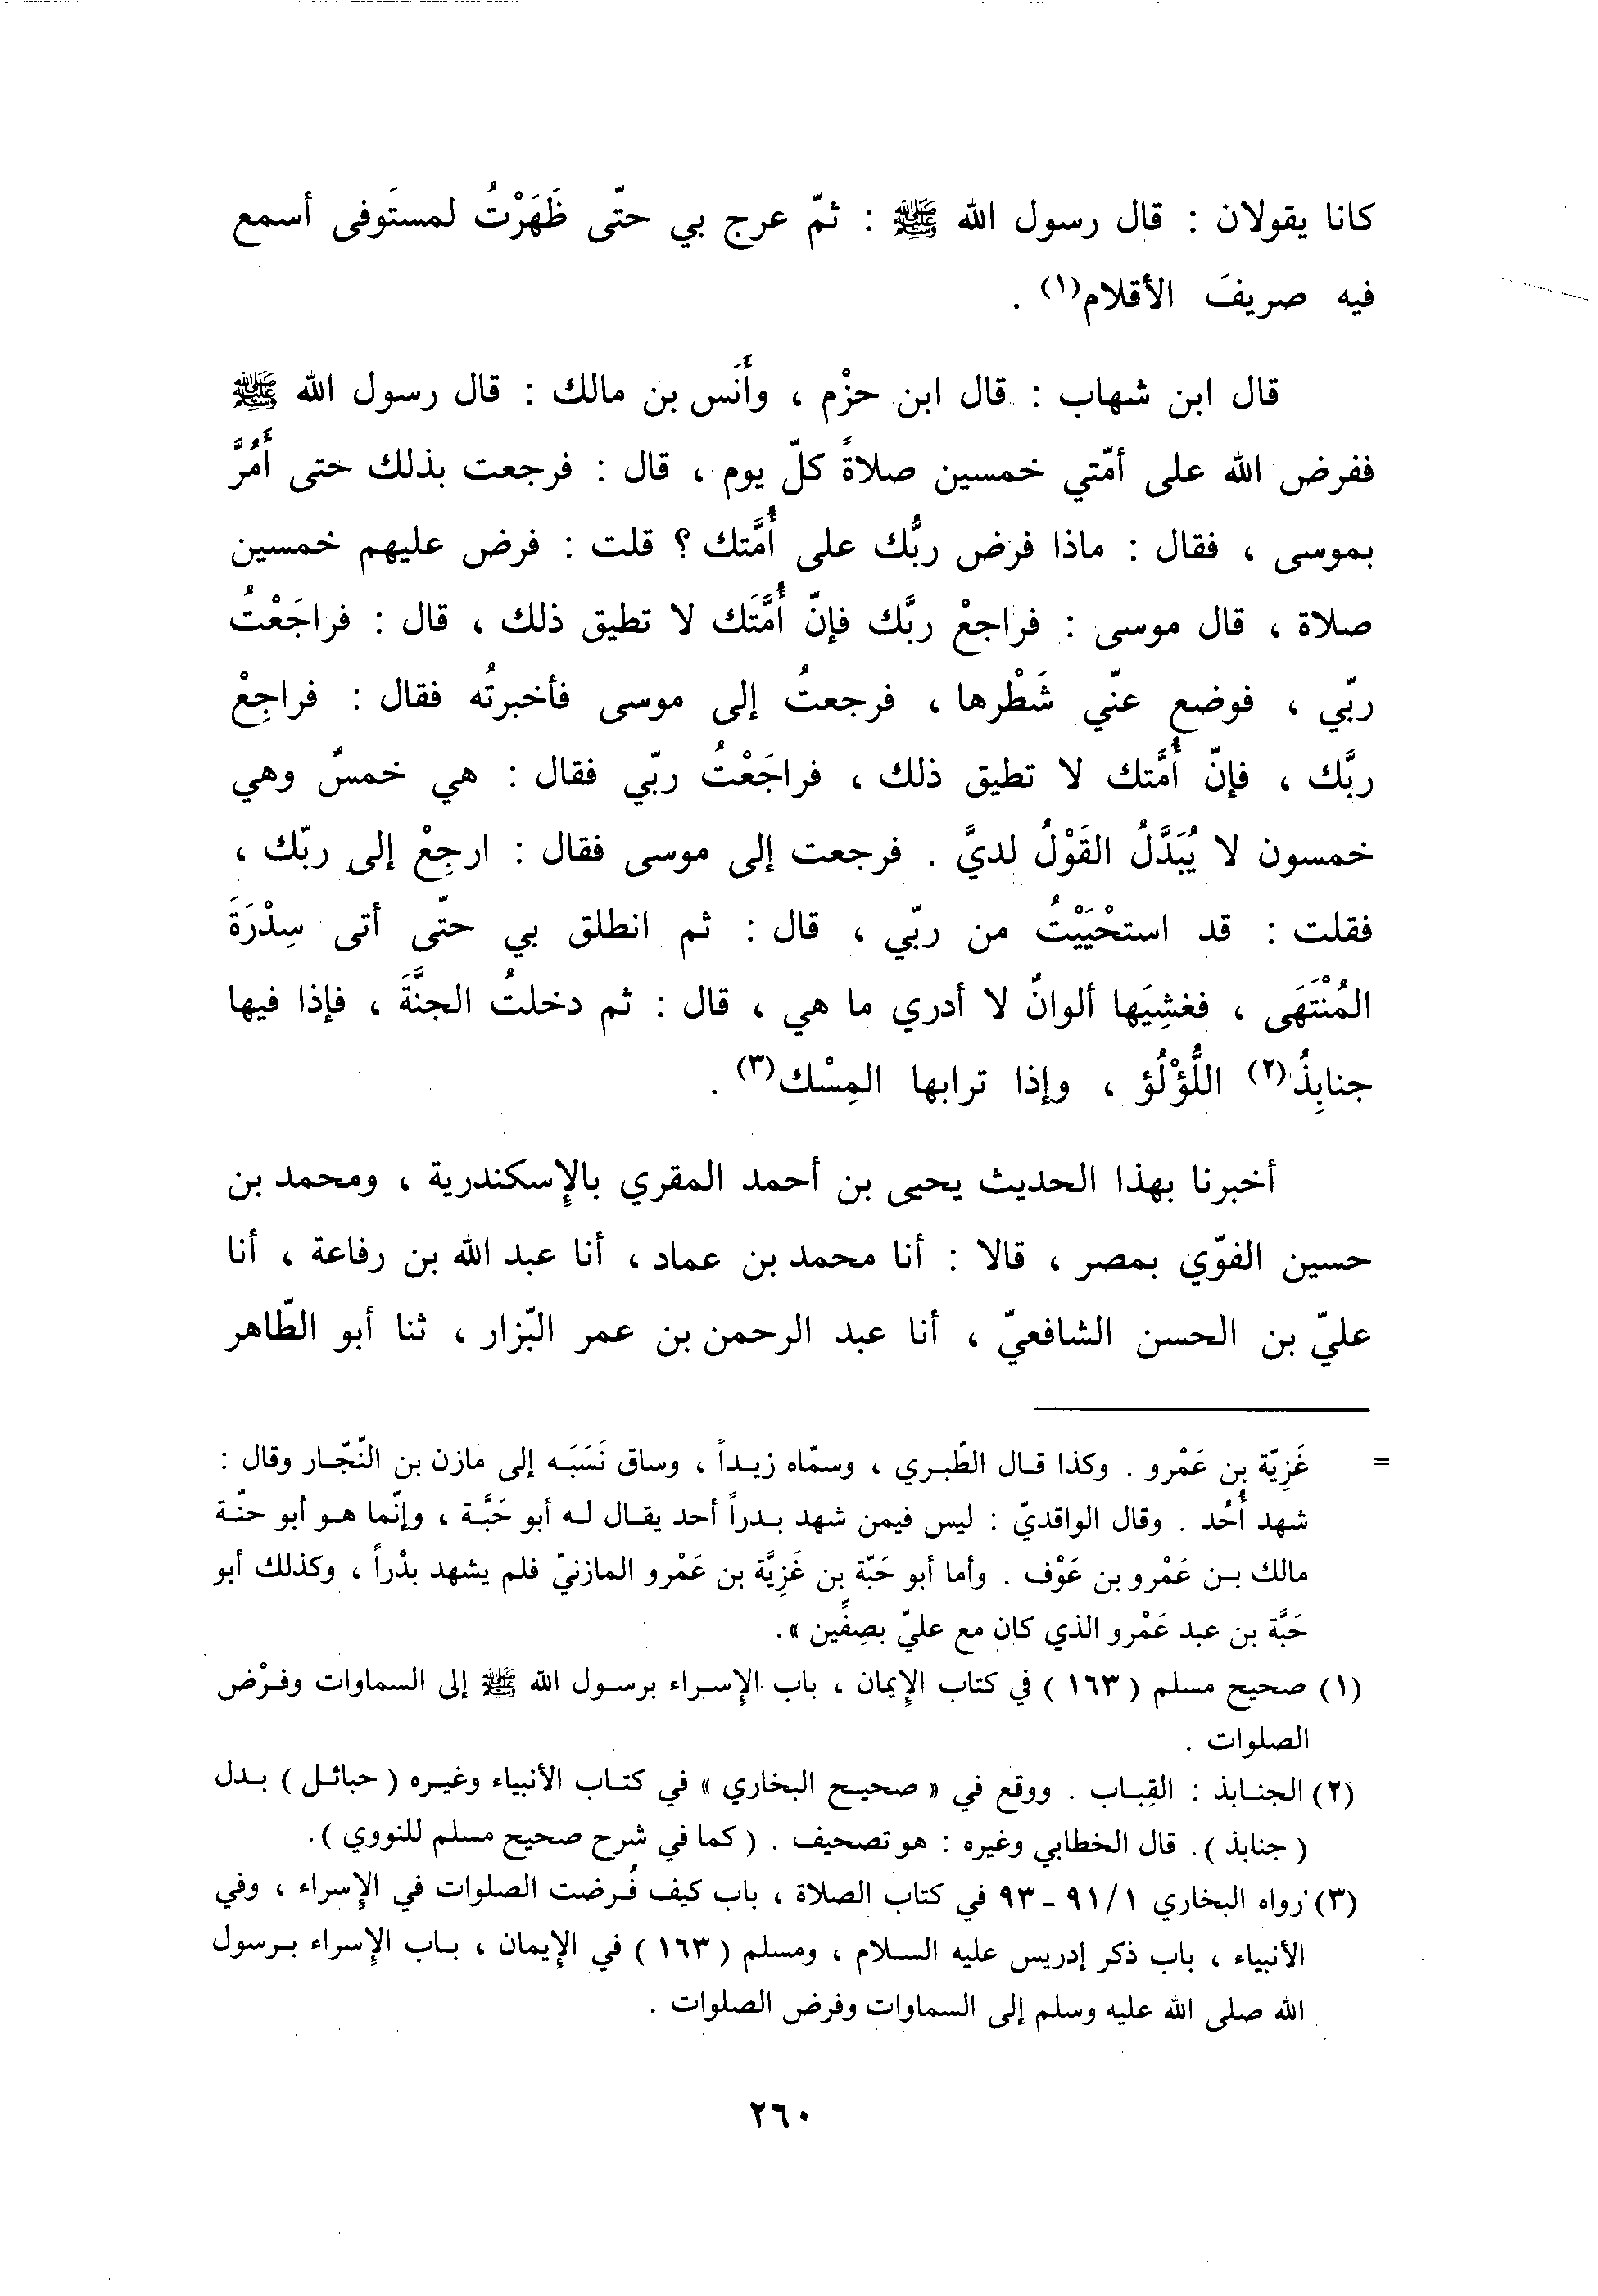 كانا يقولان : قال رسول الله ﷺ : ثمّ عرج بي حتّى ظَهَرْتُ لمستَوفى أسمع
فيه صريفَ الأقلام(١) .
قال ابن شهاب : قال ابن حزْم ، وأَنَس بن مالك : قال رسول الله ﷺ
ففرض الله على أمّتي خمسين صلاةً كلّ يوم ، قال : فرجعت بذلك حتى أَمُرَّ
بموسى ، فقال : ماذا فرض ربُّك على أُمَّتك ؟ قلت : فرض عليهم خمسين
صلاة ، قال موسى : فراجعْ ربَّك فإنّ أُمَّتَك لا تطيق ذلك ، قال : فراجَعْتُ
ربّي ، فوضع عنّي شَطْرها ، فرجعتُ إلى موسى فأخبرتُه فقال : فراجِعْ
ربَّك ، فإنّ أُمَّتك لا تطيق ذلك ، فراجَعْتُ ربّي فقال : هي خمسٌ وهي
خمسون لا يُبَدَّلُ القَوْلُ لديَّ . فرجعت إلى موسى فقال : ارجِعْ إلى ربّك ،
فقلت : قد استحْيَيْتُ من ربّي ، قال : ثم انطلق بي حتّى أتى سِدْرَةَ
المُنْتَهَى ، فغشِيَها ألوانٌ لا أدري ما هي ، قال : ثم دخلتُ الجنَّةَ ، فإذا فيها
جنابِذُ(٢) اللُّؤْلُؤ ، وإذا ترابها المِسْك(٣) .
أخبرنا بهذا الحديث يحيى بن أحمد المقري بالإسكندرية ، ومحمد بن
حسين الفوّي بمصر ، قالا : أنا محمد بن عماد ، أنا عبد الله بن رفاعة ، أنا
عليّ بن الحسن الشافعيّ ، أنا عبد الرحمن بن عمر البّزار ، ثنا أبو الطّاهر
= غَزِيّة بن عَمْرو . وكذا قال الطّبري ، وسمّاه زيداً ، وساق نَسَبَه إلى مازن بن النّجّار وقال :
شهد أُحُد . وقال الواقديّ : ليس فيمن شهد بدراً أحد يقال له أبو حَبَّة ، وإنّما هو أبو حنّة
مالك بن عَمْرو بن عَوْف . وأما أبو حَبّة بن غَزِيَّة بن عَمْرو المازنيّ فلم يشهد بدْراً ، وكذلك أبو
حَبَّة بن عبد عَمْرو الذي كان مع عليّ بصِفِّين » .
(١) صحيح مسلم ( ١٦٣ ) في كتاب الإيمان ، باب الإسراء برسول الله ﷺ إلى السماوات وفرْض
الصلوات .
(٢) الجنابذ : القِباب . ووقع في « صحيح البخاري » في كتاب الأنبياء وغيره ( حبائل ) بدل
( جنابذ ) . قال الخطابي وغيره : هو تصحيف . ( كما في شرح صحيح مسلم للنووي ) .
(٣) رواه البخاري ٩١/١ - ٩٣ في كتاب الصلاة ، باب كيف فُرضت الصلوات في الإسراء ، وفي
الأنبياء ، باب ذكر إدريس عليه السلام ، ومسلم ( ١٦٣ ) في الإيمان ، باب الإسراء برسول
الله صلى الله عليه وسلم إلى السماوات وفرض الصلوات .
٢٦٠